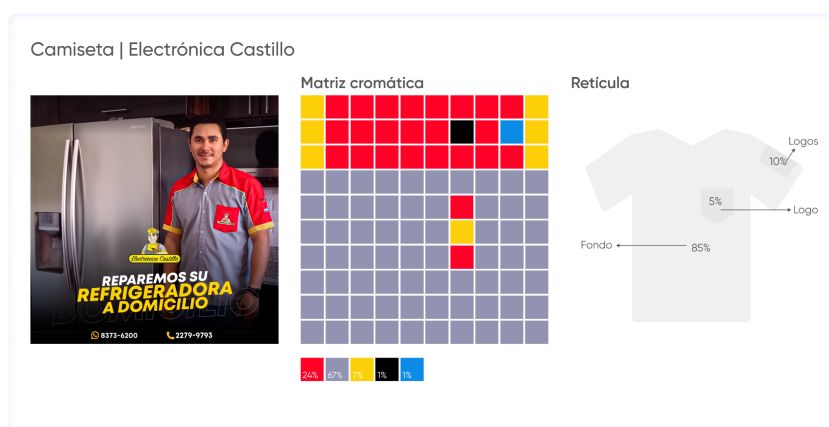 Camiseta | Electrónica Castillo
Matriz cromática
Retícula
Electrónica Castillo
REPAREMOS SU
REFRIGERADORA
A DOMICILIO
DOMICILIO
8373-6200
2279-9793
24%
67%
7%
1%
1%
Logos
10%
5%
Logo
Fondo
85%